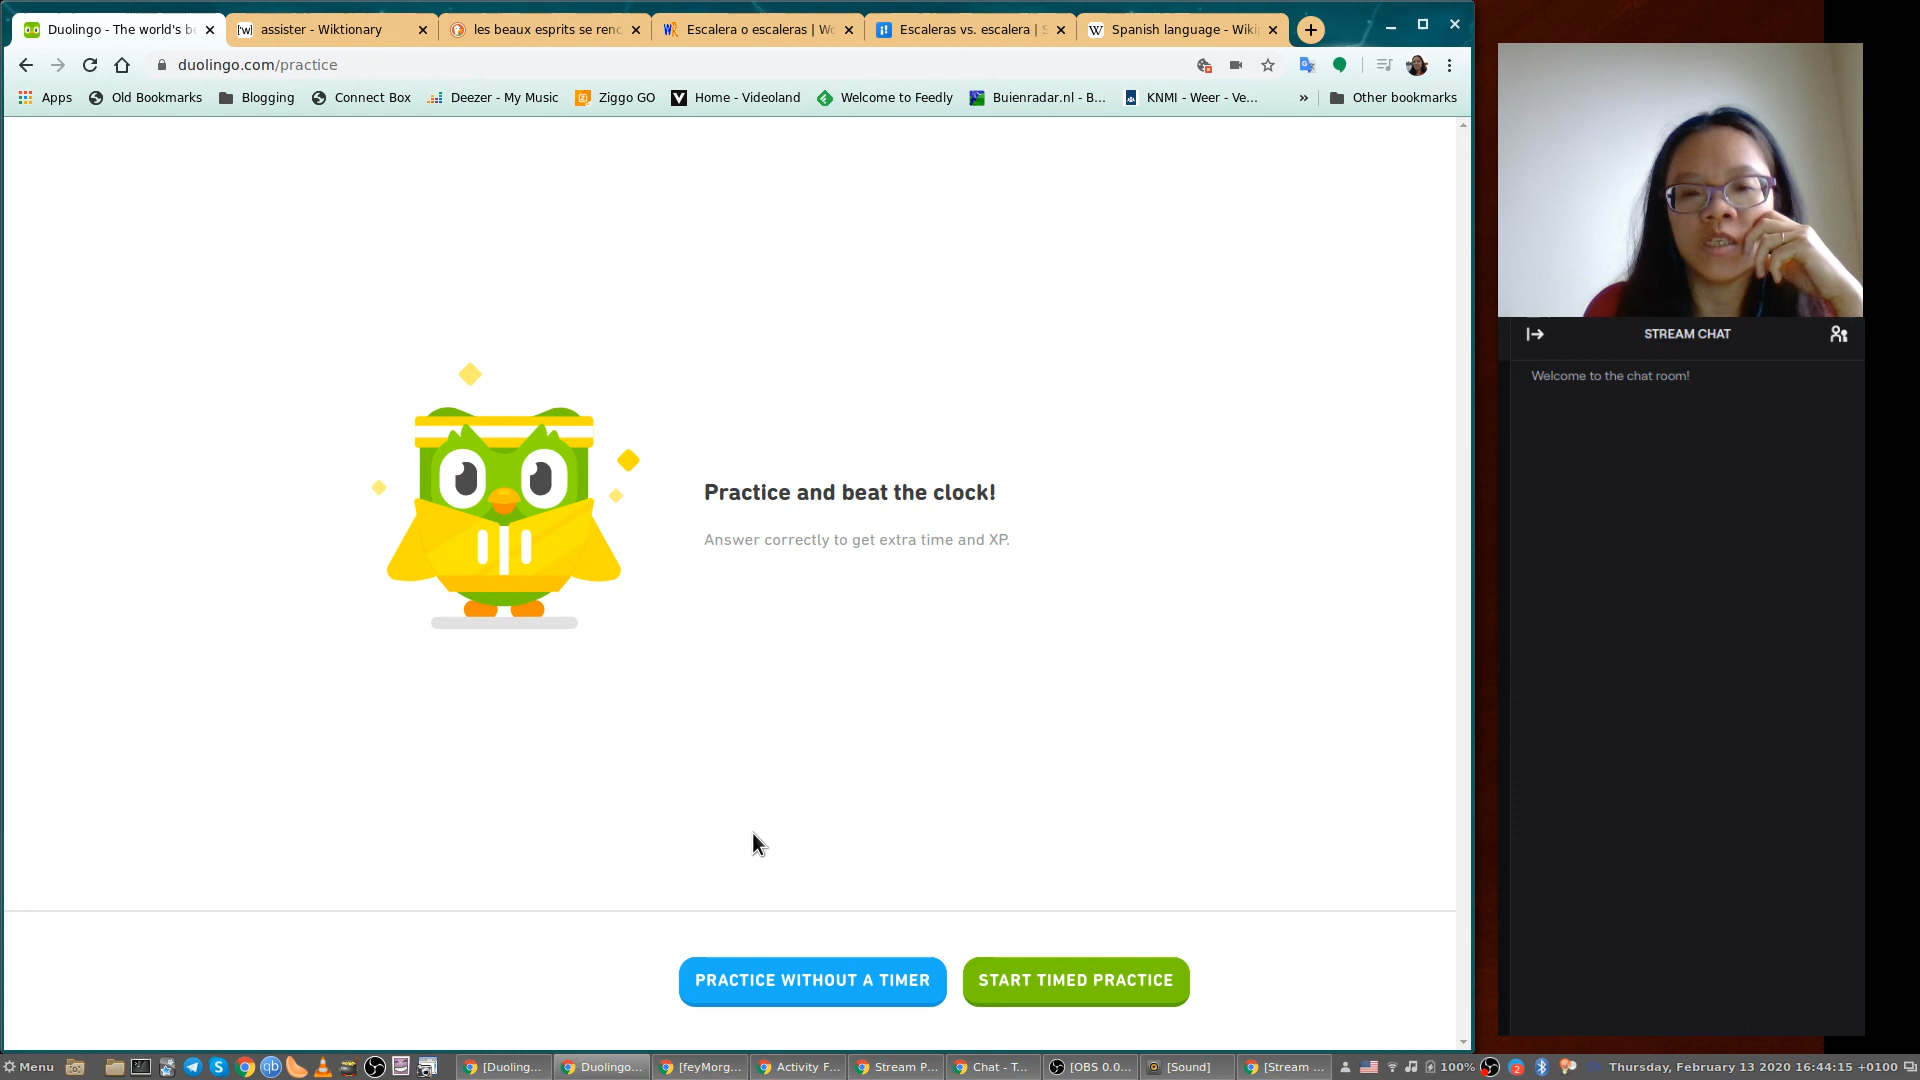 Duolingo - The world's b
assister - Wiktionary
les beaux esprits se renc
Escalera o escaleras | Wo
Escaleras vs. escalera | S
Spanish language - Wiki
duolingo.com/practice
Apps
Old Bookmarks
Blogging
Connect Box
Deezer - My Music
Ziggo GO
Home - Videoland
Welcome to Feedly
Buienradar.nl - B...
KNMI - Weer - Ve...
»
Other bookmarks
STREAM CHAT
Welcome to the chat room!
Practice and beat the clock!
Answer correctly to get extra time and XP.
PRACTICE WITHOUT A TIMER
START TIMED PRACTICE
Menu
[Duoling...
Duolingo...
[feyMorg...
Activity F...
Stream P...
Chat - T...
[OBS 0.0...
[Sound]
[Stream ...
100%
2
Thursday, February 13 2020 16:44:15 +0100